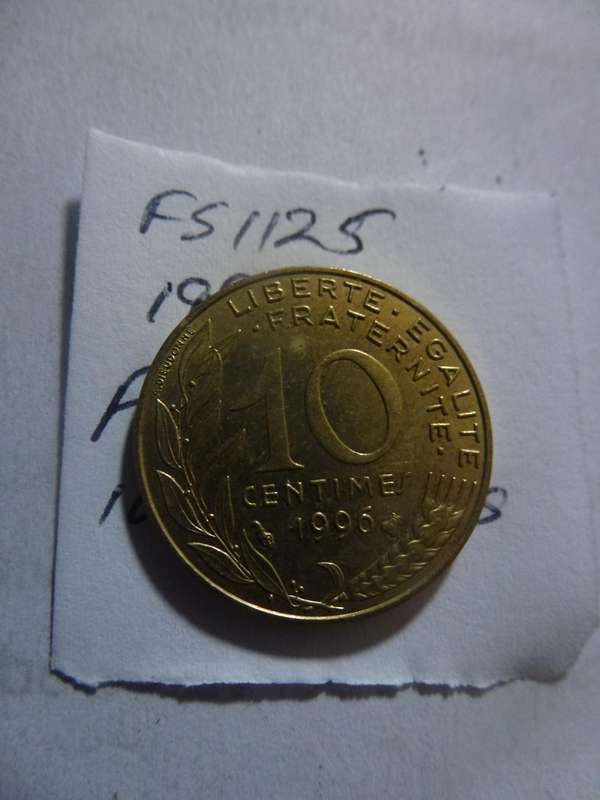 FS1125
LIBERTE · EGALITE
· FRATERNITE ·
10
CENTIMES
1996